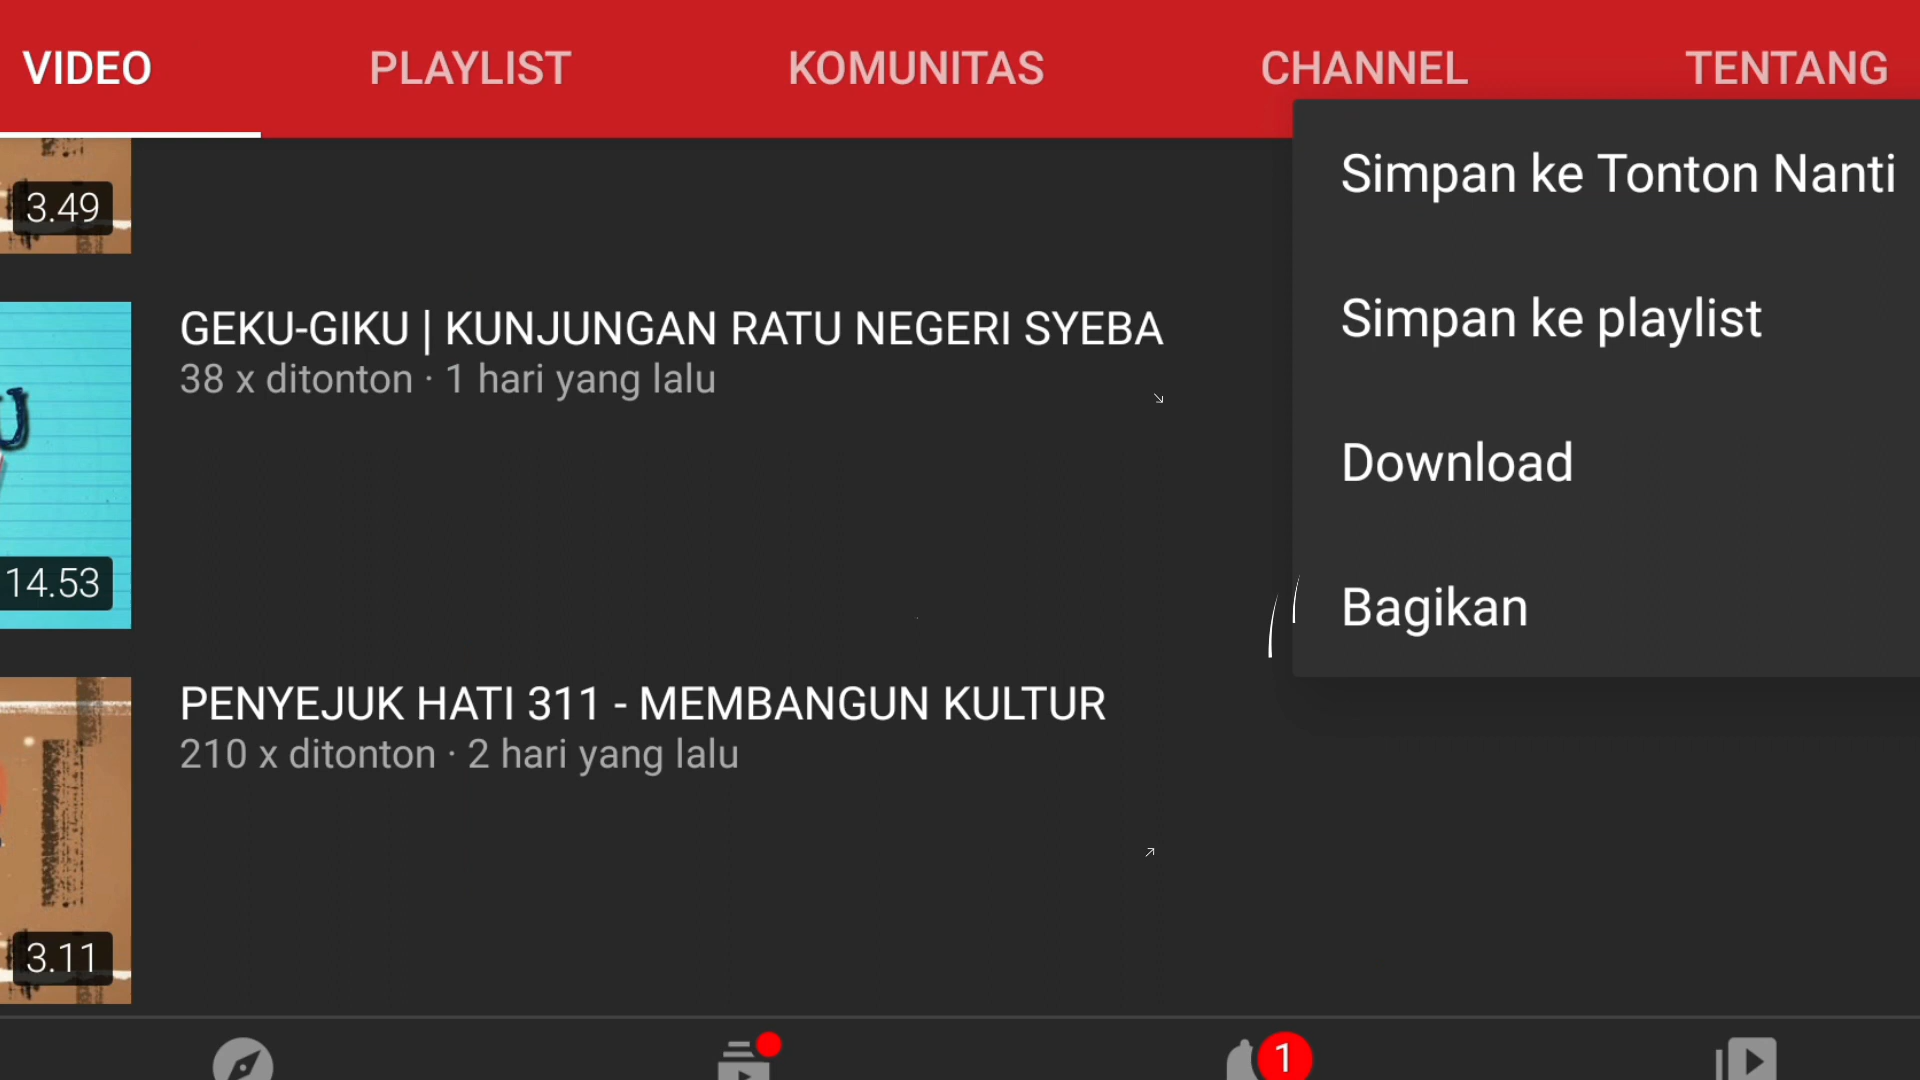 VIDEO PLAYLIST KOMUNITAS CHANNEL TENTANG
3.49
GEKU-GIKU | KUNJUNGAN RATU NEGERI SYEBA
38 x ditonton · 1 hari yang lalu
14.53
PENYEJUK HATI 311 - MEMBANGUN KULTUR
210 x ditonton · 2 hari yang lalu
3.11
Simpan ke Tonton Nanti
Simpan ke playlist
Download
Bagikan
1